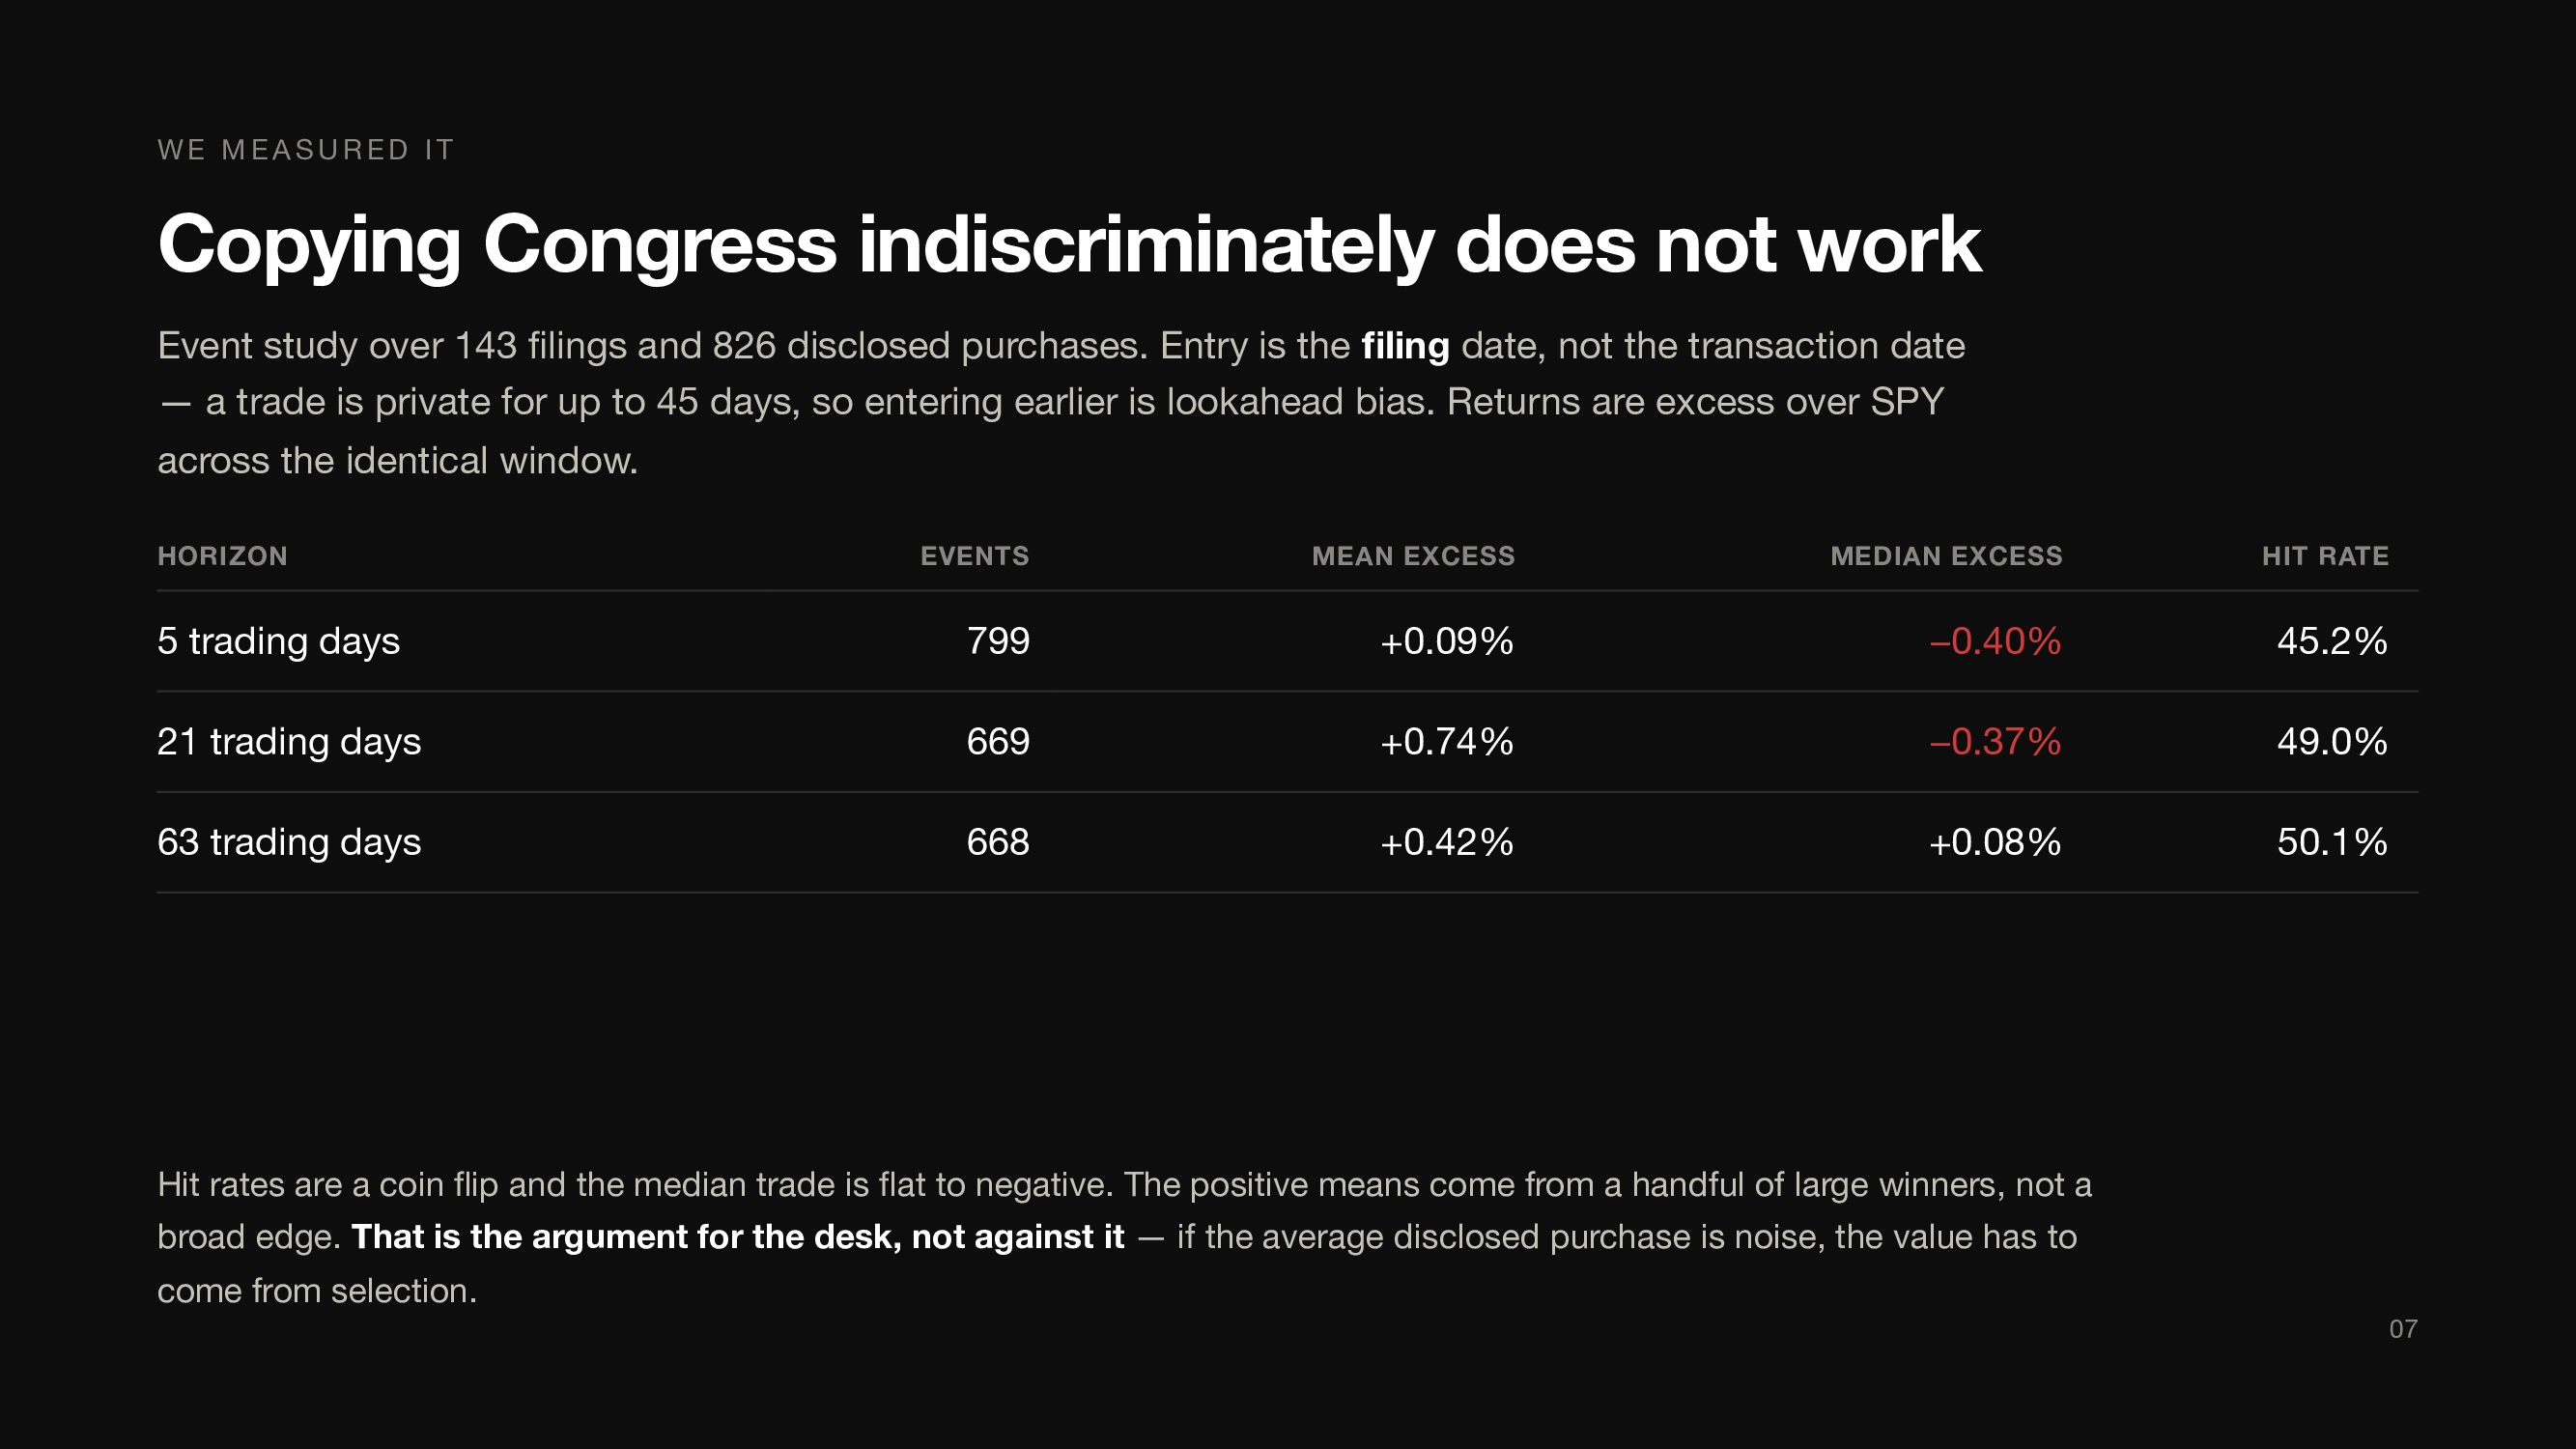 WE MEASURED IT
Copying Congress indiscriminately does not work
Event study over 143 filings and 826 disclosed purchases. Entry is the filing date, not the transaction date
— a trade is private for up to 45 days, so entering earlier is lookahead bias. Returns are excess over SPY
across the identical window.
HORIZON EVENTS MEAN EXCESS MEDIAN EXCESS HIT RATE
5 trading days 799 +0.09% –0.40% 45.2%
21 trading days 669 +0.74% –0.37% 49.0%
63 trading days 668 +0.42% +0.08% 50.1%
Hit rates are a coin flip and the median trade is flat to negative. The positive means come from a handful of large winners, not a
broad edge. That is the argument for the desk, not against it — if the average disclosed purchase is noise, the value has to
come from selection.
07